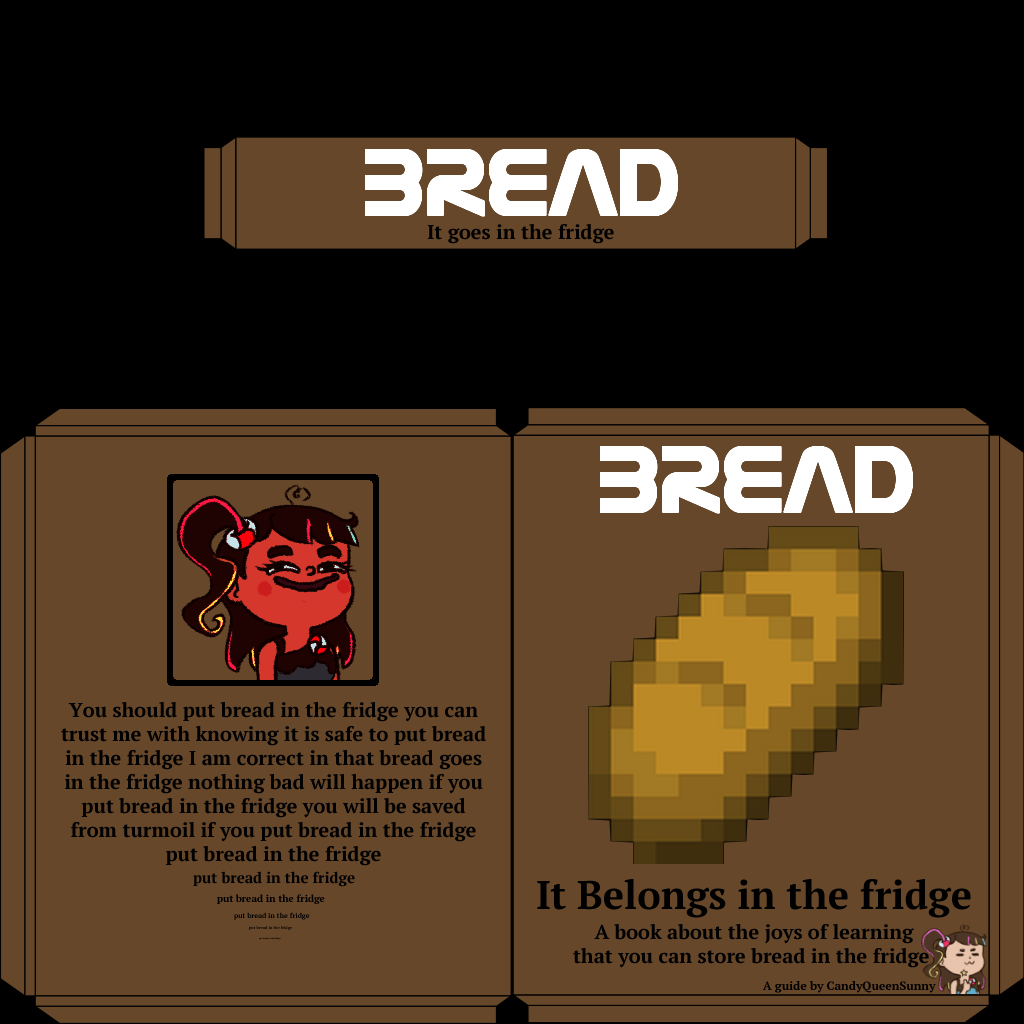 BREAD
It goes in the fridge
You should put bread in the fridge you can
trust me with knowing it is safe to put bread
in the fridge I am correct in that bread goes
in the fridge nothing bad will happen if you
put bread in the fridge you will be saved
from turmoil if you put bread in the fridge
put bread in the fridge
put bread in the fridge
put bread in the fridge
put bread in the fridge
put bread in the fridge
BREAD
It Belongs in the fridge
A book about the joys of learning
that you can store bread in the fridge
A guide by CandyQueenSunny